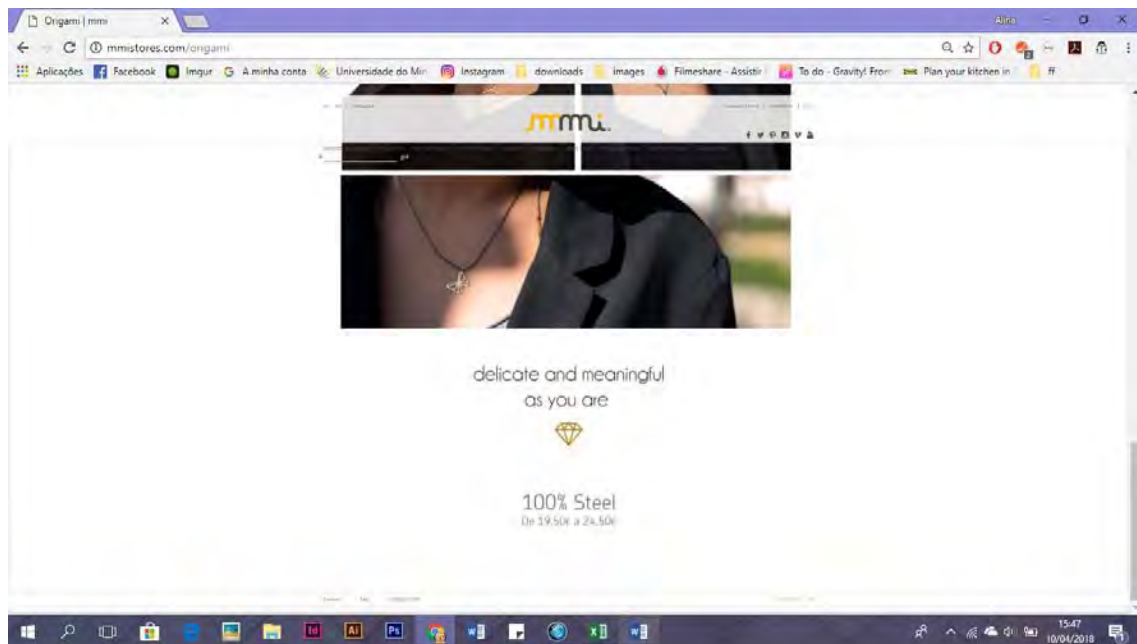 Origami | mmi
Alina
mmistores.com/origami
Aplicações Facebook Imgur A minha conta Universidade do Min Instagram downloads images Filmeshare - Assistir To do - Gravity! From Plan your kitchen in ff
mmi.
delicate and meaningful
as you are
100% Steel
De 19.50€ a 24.50€
15:47
10/04/2018